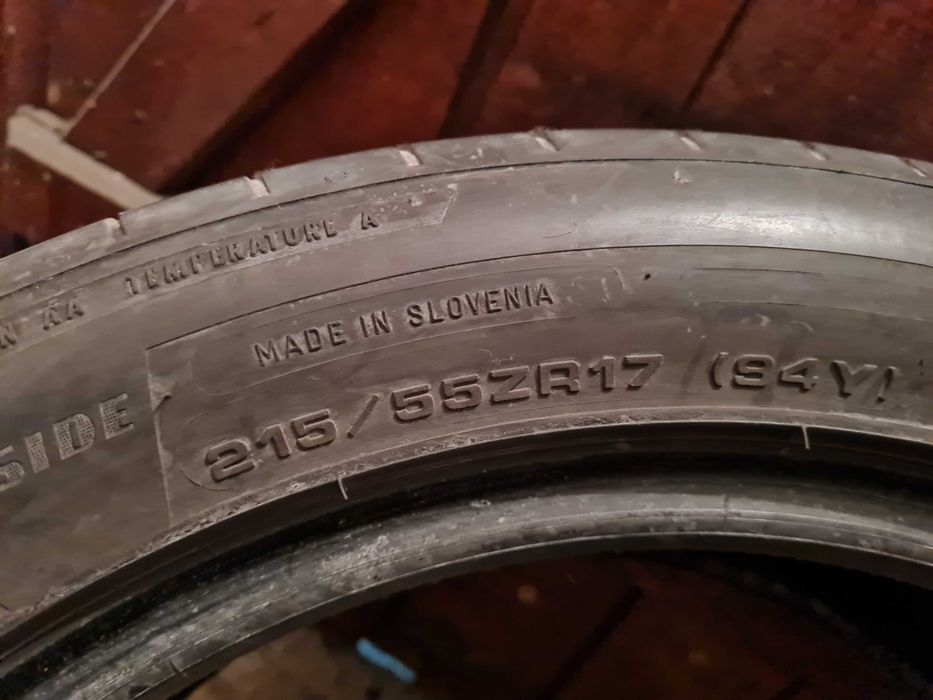 AA TEMPERATURE A
MADE IN SLOVENIA
SIDE
215/55ZR17 (94Y)